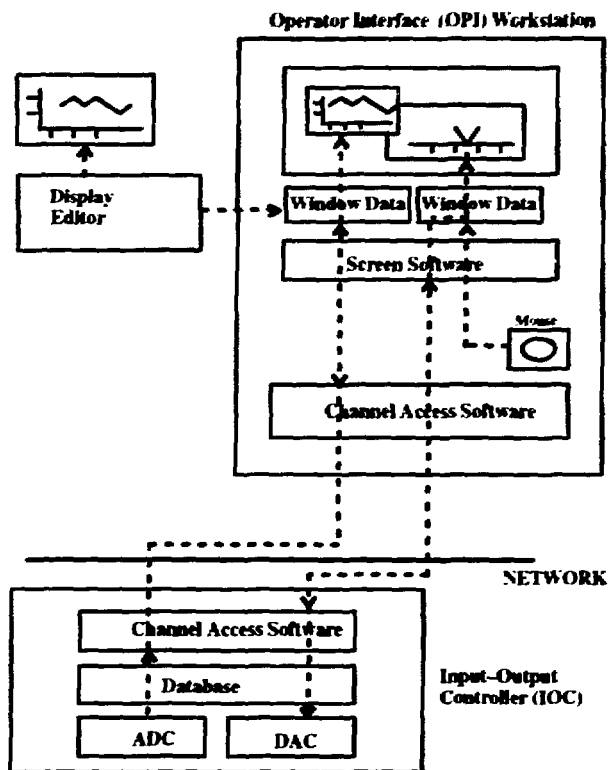 Operator Interface (OPI) Workstation
Display
Editor
Window Data
Window Data
Screen Software
Mouse
Channel Access Software
NETWORK
Channel Access Software
Database
ADC
DAC
Input-Output
Controller (IOC)